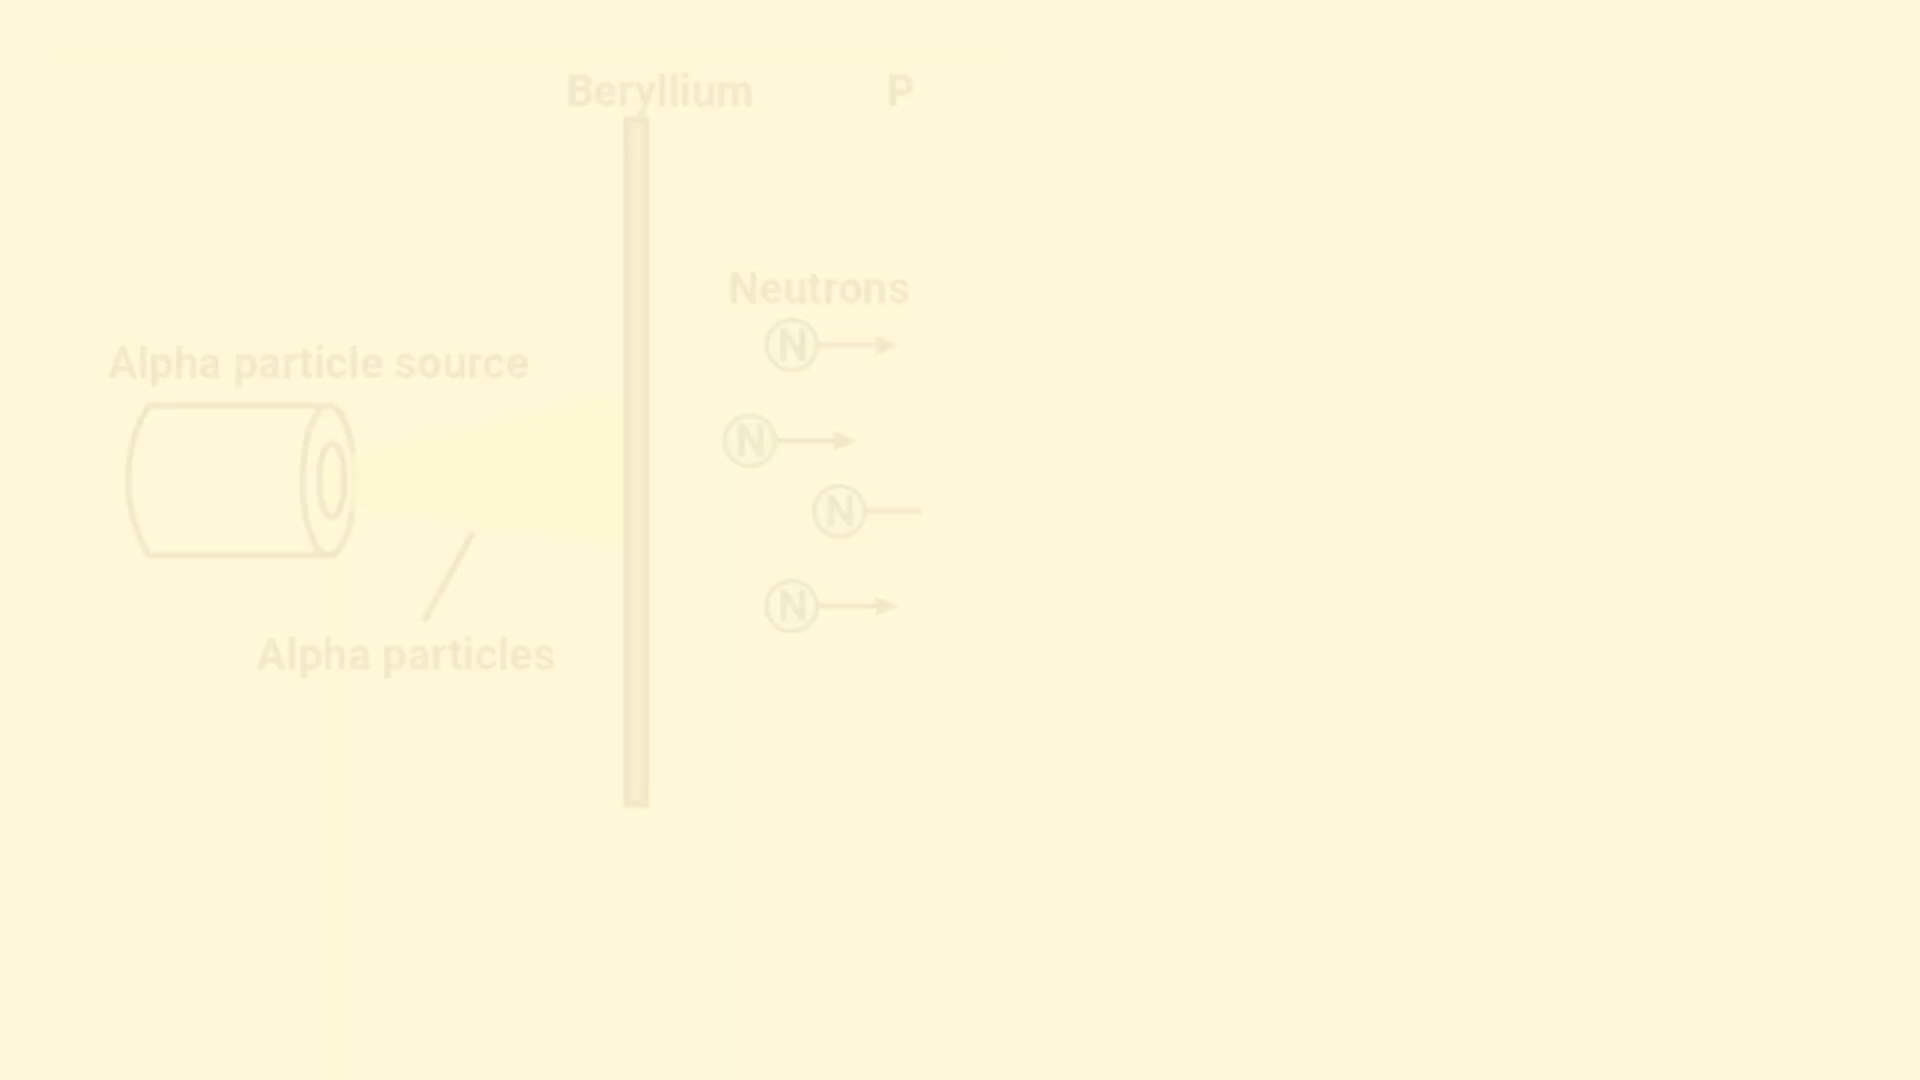 Beryllium P
Neutrons
N
Alpha particle source
N
N
N
Alpha particles